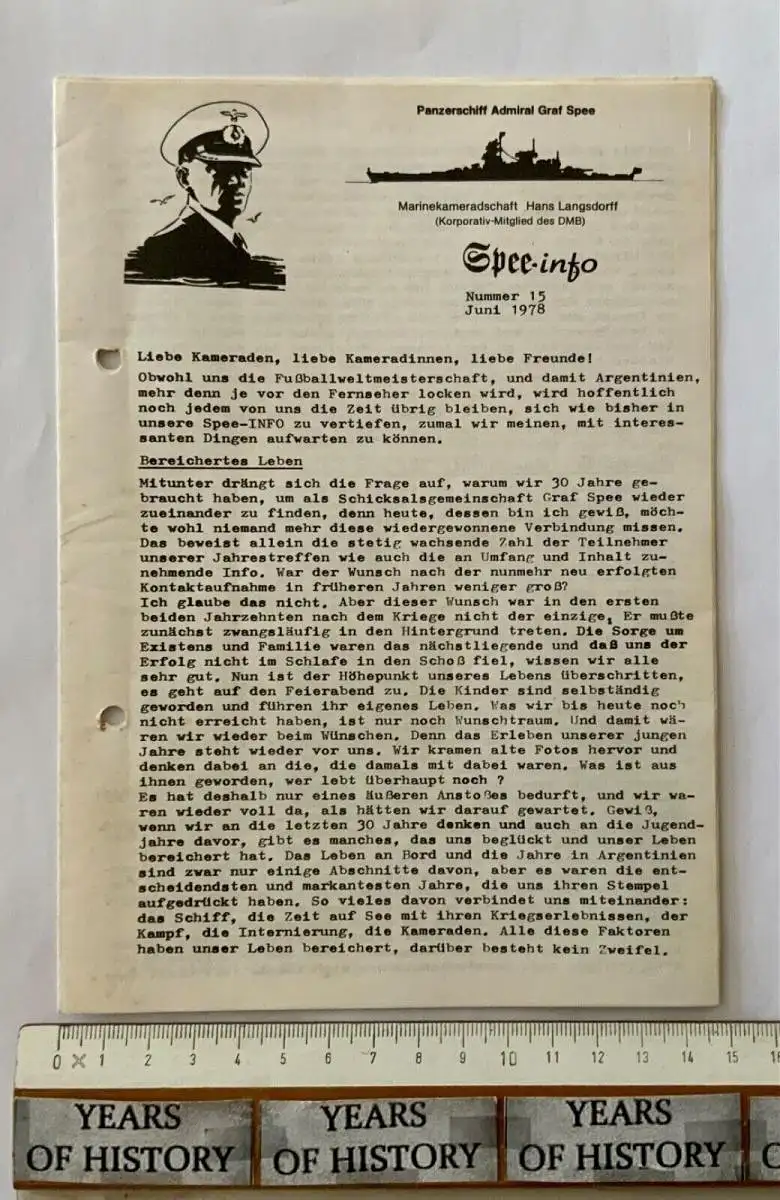 Panzerschiff Admiral Graf Spee
Marinekameradschaft Hans Langsdorff
(Korporativ-Mitglied des DMB)
Spee-info
Nummer 15
Juni 1978
Liebe Kameraden, liebe Kameradinnen, liebe Freunde!
Obwohl uns die Fußballweltmeisterschaft, und damit Argentinien,
mehr denn je vor den Fernseher locken wird, wird hoffentlich
noch jedem von uns die Zeit übrig bleiben, sich wie bisher in
unsere Spee-INFO zu vertiefen, zumal wir meinen, mit interes-
santen Dingen aufwarten zu können.
Bereichertes Leben
Mitunter drängt sich die Frage auf, warum wir 30 Jahre ge-
braucht haben, um als Schicksalsgemeinschaft Graf Spee wieder
zueinander zu finden, denn heute, dessen bin ich gewiß, möch-
te wohl niemand mehr diese wiedergewonnene Verbindung missen.
Das beweist allein die stetig wachsende Zahl der Teilnehmer
unserer Jahrestreffen wie auch die an Umfang und Inhalt zu-
nehmende Info. War der Wunsch nach der nunmehr neu erfolgten
Kontaktaufnahme in früheren Jahren weniger groß?
Ich glaube das nicht. Aber dieser Wunsch war in den ersten
beiden Jahrzehnten nach dem Kriege nicht der einzige, Er mußte
zunächst zwangsläufig in den Hintergrund treten. Die Sorge um
Existens und Familie waren das nächstliegende und daß uns der
Erfolg nicht im Schlafe in den Schoß fiel, wissen wir alle
sehr gut. Nun ist der Höhepunkt unseres Lebens überschritten,
es geht auf den Feierabend zu. Die Kinder sind selbständig
geworden und führen ihr eigenes Leben. Was wir bis heute noch
nicht erreicht haben, ist nur noch Wunschtraum. Und damit wä-
ren wir wieder beim Wünschen. Denn das Erleben unserer jungen
Jahre steht wieder vor uns. Wir kramen alte Fotos hervor und
denken dabei an die, die damals mit dabei waren. Was ist aus
ihnen geworden, wer lebt überhaupt noch ?
Es hat deshalb nur eines äußeren Anstoßes bedurft, und wir wa-
ren wieder voll da, als hätten wir darauf gewartet. Gewiß,
wenn wir an die letzten 30 Jahre denken und auch an die Jugend-
jahre davor, gibt es manches, das uns beglückt und unser Leben
bereichert hat. Das Leben an Bord und die Jahre in Argentinien
sind zwar nur einige Abschnitte davon, aber es waren die ent-
scheidendsten und markantesten Jahre, die uns ihren Stempel
aufgedrückt haben. So vieles davon verbindet uns miteinander:
das Schiff, die Zeit auf See mit ihren Kriegserlebnissen, der
Kampf, die Internierung, die Kameraden. Alle diese Faktoren
haben unser Leben bereichert, darüber besteht kein Zweifel.
0 1 2 3 4 5 6 7 8 9 10 11 12 13 14 15 16
YEARS OF HISTORY
YEARS OF HISTORY
YEARS OF HISTORY